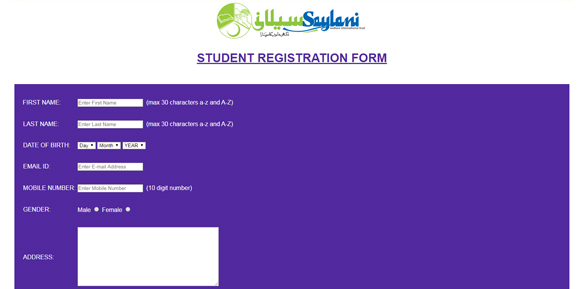 سیلانی Saylani
STUDENT REGISTRATION FORM
FIRST NAME: Enter First Name (max 30 characters a-z and A-Z)
LAST NAME: Enter Last Name (max 30 characters a-z and A-Z)
DATE OF BIRTH: Day Month YEAR
EMAIL ID: Enter E-mail Address
MOBILE NUMBER: Enter Mobile Number (10 digit number)
GENDER: Male Female
ADDRESS: